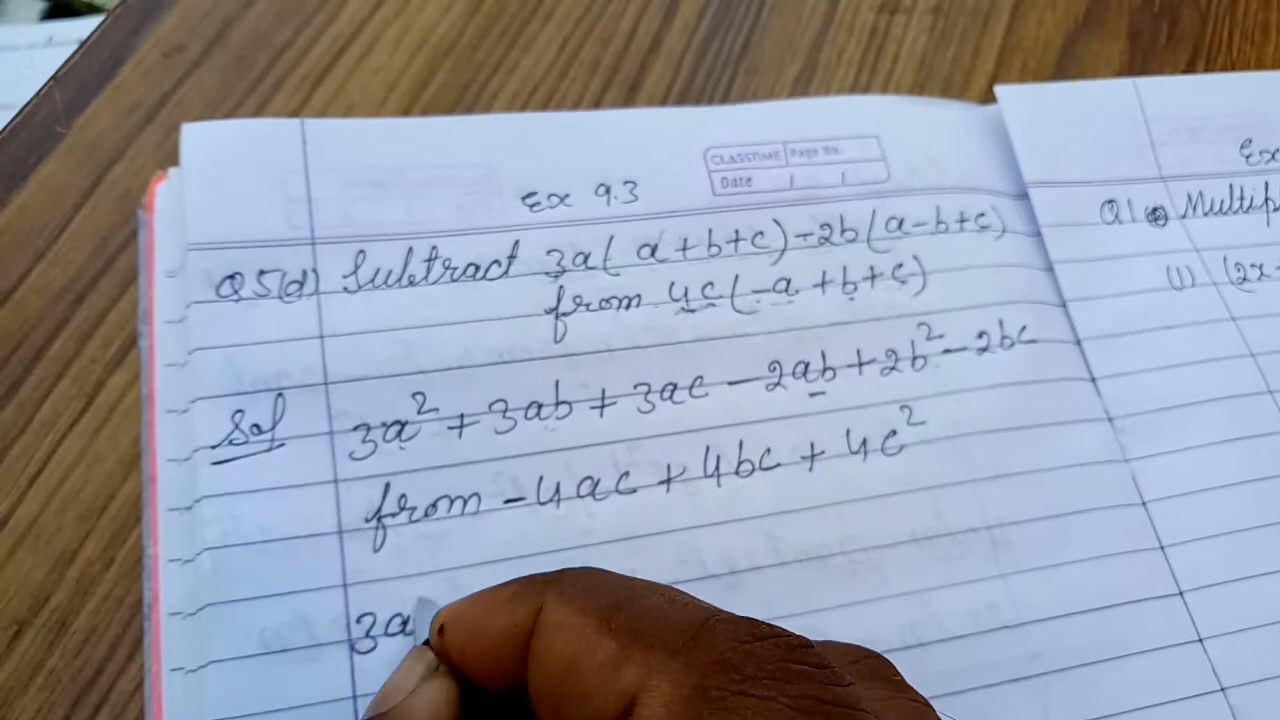 CLASSTIME Page No.
Date / /
Ex 9.3
Q5(d) Subtract 3a(a+b+c)-2b(a-b+c)
from 4c(-a+b+c)
Sol 3a²+3ab+3ac-2ab+2b²-2bc
from -4ac+4bc+4c²
3a
Ex
Q1 Multip
(1) (2x-